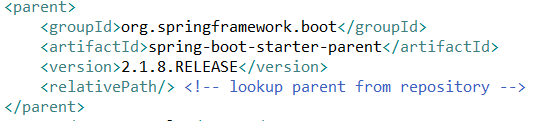 <parent>
<groupId>org.springframework.boot</groupId>
<artifactId>spring-boot-starter-parent</artifactId>
<version>2.1.8.RELEASE</version>
<relativePath/> <!-- lookup parent from repository -->
</parent>